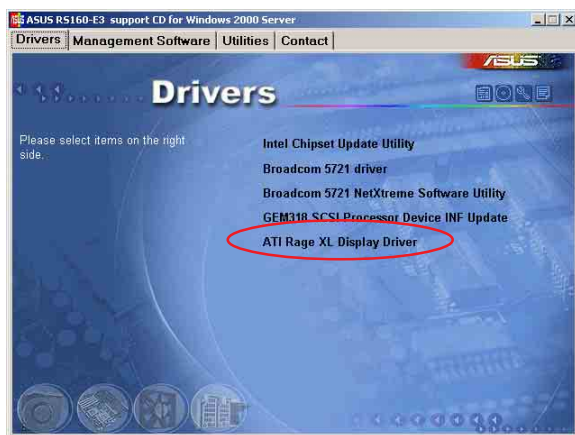 ASUS RS160-E3 support CD for Windows 2000 Server
Drivers Management Software Utilities Contact
ASUS
Drivers
Please select items on the right
side.
Intel Chipset Update Utility
Broadcom 5721 driver
Broadcom 5721 NetXtreme Software Utility
GEM318 SCSI Processor Device INF Update
ATI Rage XL Display Driver